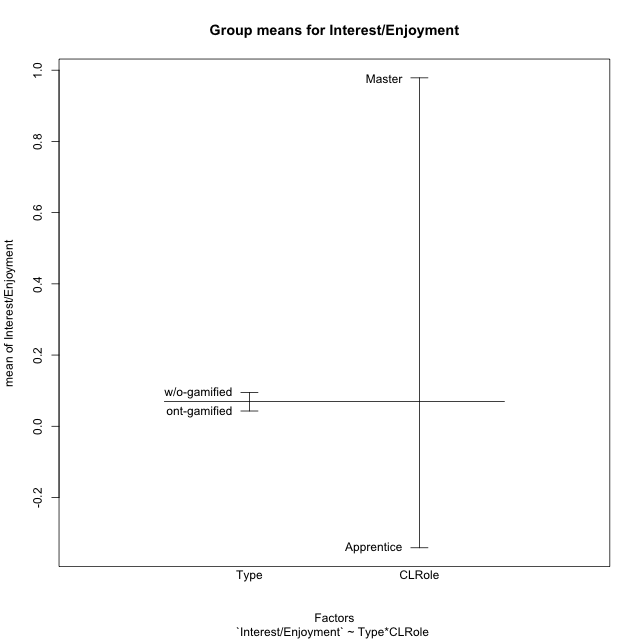 Group means for Interest/Enjoyment
mean of Interest/Enjoyment
1.0
0.8
0.6
0.4
0.2
0.0
-0.2
Master
w/o-gamified
ont-gamified
Apprentice
Type CLRole
Factors
`Interest/Enjoyment` ~ Type*CLRole